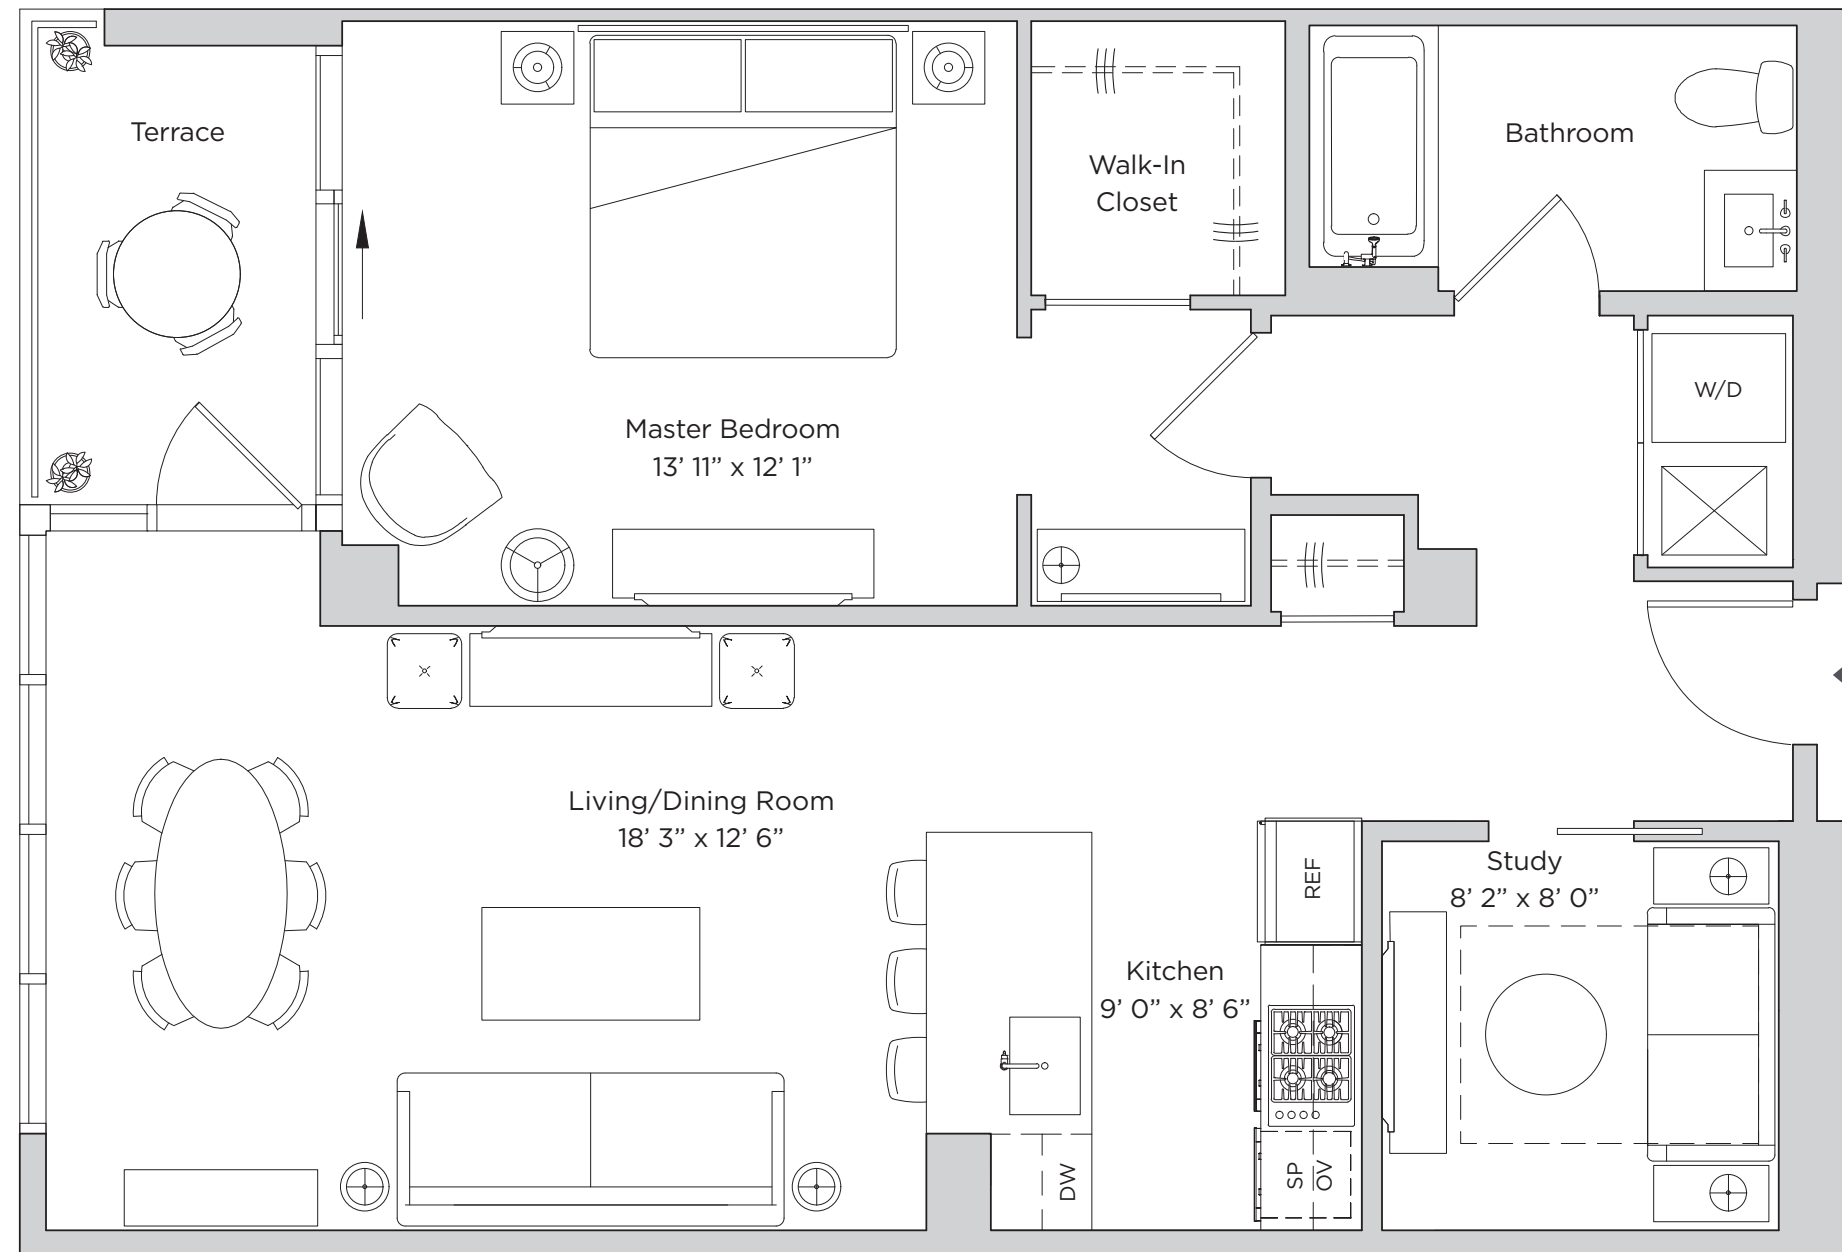 Terrace
Walk-In
Closet
Bathroom
W/D
Master Bedroom
13’ 11” x 12’ 1”
Living/Dining Room
18’ 3” x 12’ 6”
REF
Study
8’ 2” x 8’ 0”
Kitchen
9’ 0” x 8’ 6”
DW
SP
OV